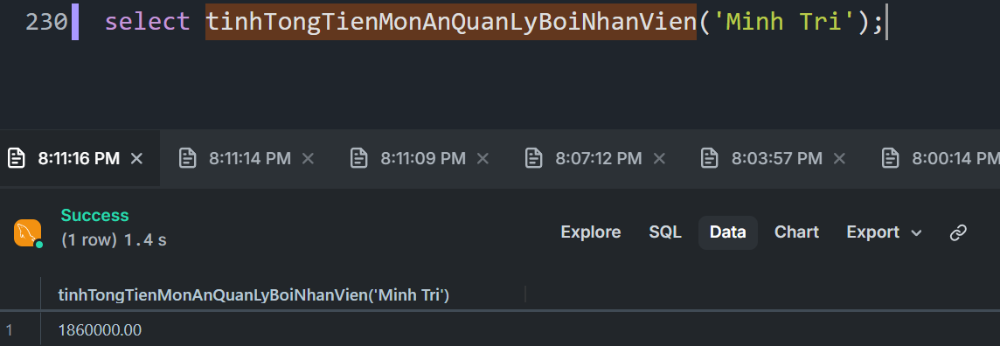 230 select tinhTongTienMonAnQuanLyBoiNhanVien('Minh Tri');
8:11:16 PM 8:11:14 PM 8:11:09 PM 8:07:12 PM 8:03:57 PM 8:00:14 PM
Success
(1 row) 1.4 s
Explore SQL Data Chart Export
tinhTongTienMonAnQuanLyBoiNhanVien('Minh Tri')
1 1860000.00